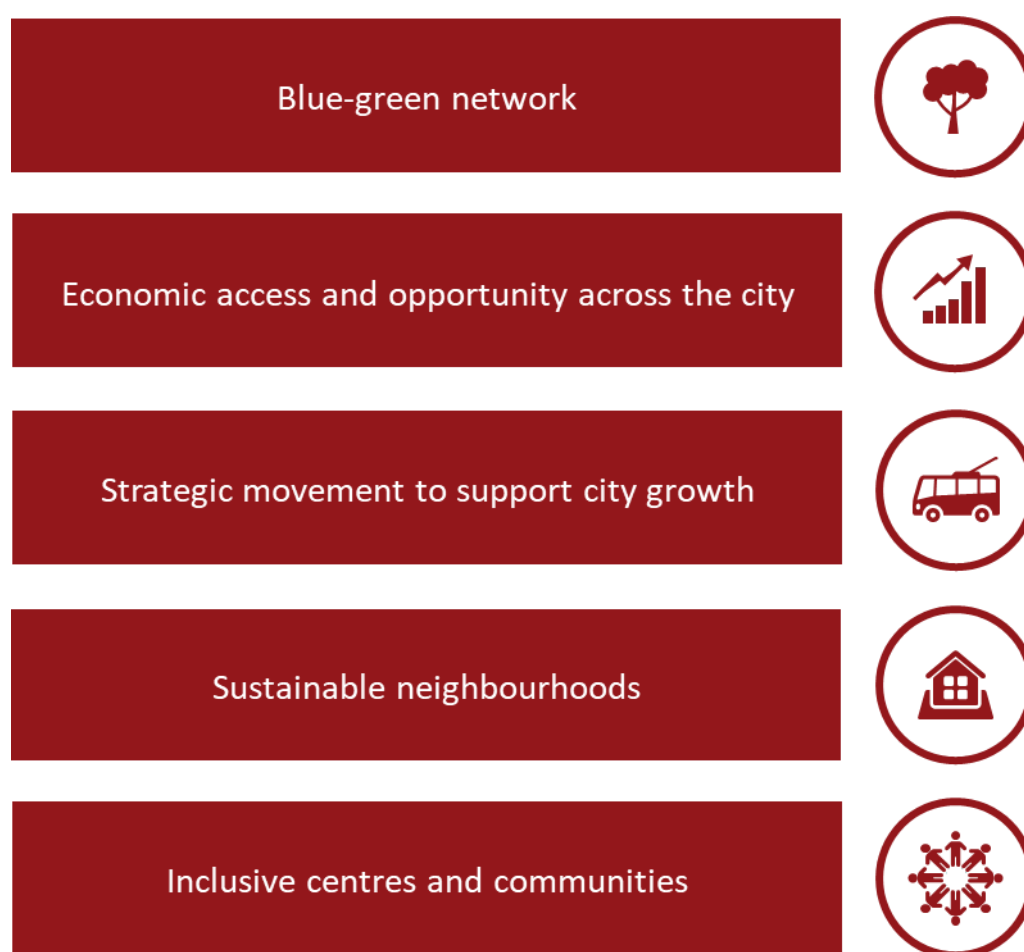 Blue-green network
Economic access and opportunity across the city
Strategic movement to support city growth
Sustainable neighbourhoods
Inclusive centres and communities